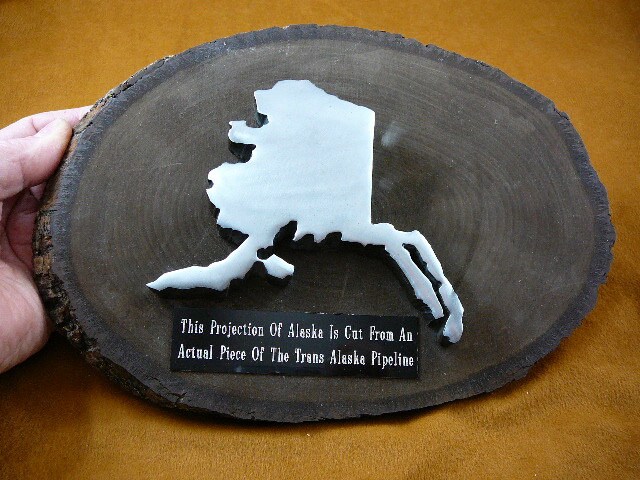 This Projection Of Alaska Is Cut From An
Actual Piece Of The Trans Alaska Pipeline